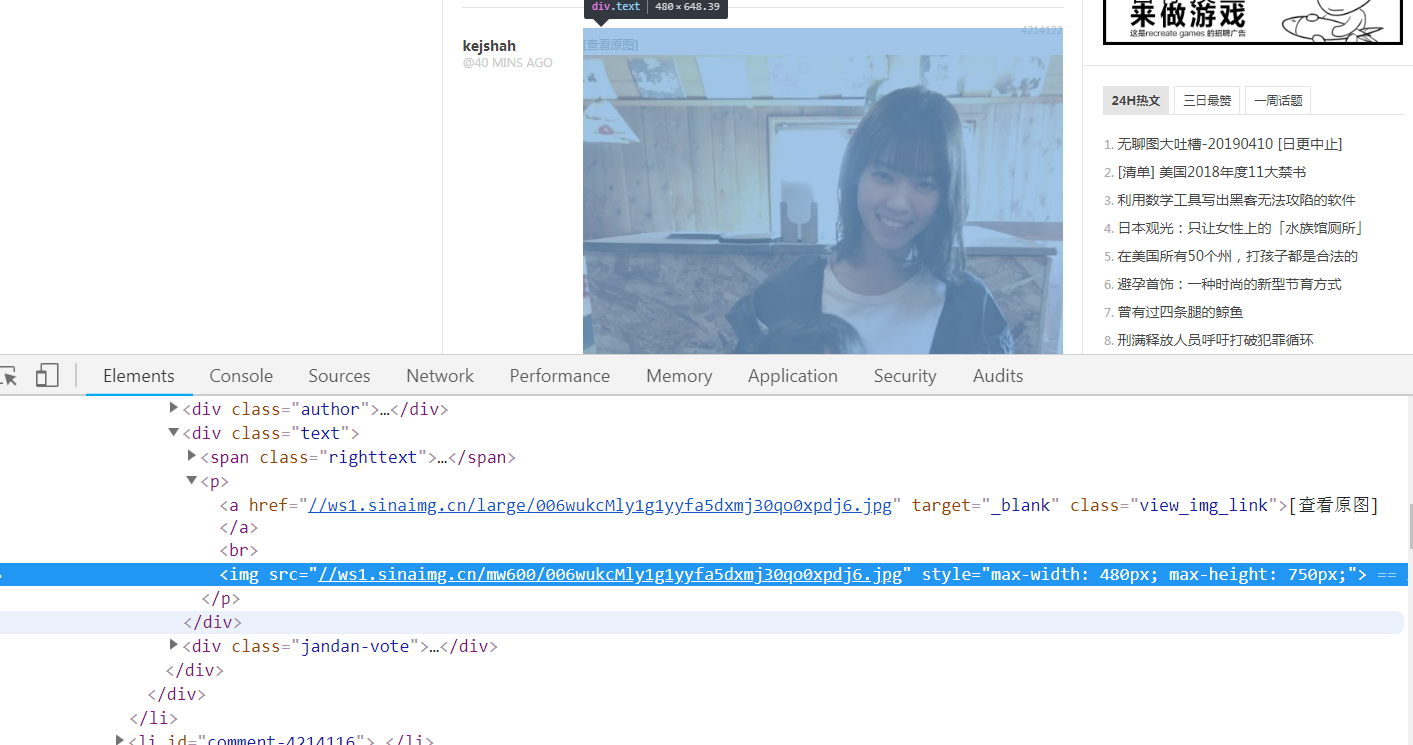 div.text | 480 × 648.39
kejshah
@40 MINS AGO
4214122
[查看原图]
来做游戏
这是recreate games 的招聘广告
24H热文 三日最赞 一周话题
1. 无聊图大吐槽-20190410 [日更中止]
2. [清单] 美国2018年度11大禁书
3. 利用数学工具写出黑客无法攻陷的软件
4. 日本观光：只让女性上的「水族馆厕所」
5. 在美国所有50个州，打孩子都是合法的
6. 避孕首饰：一种时尚的新型节育方式
7. 曾有过四条腿的鲸鱼
8. 刑满释放人员呼吁打破犯罪循环
Elements Console Sources Network Performance Memory Application Security Audits
<div class="author">…</div>
<div class="text">
<span class="righttext">…</span>
<p>
<a href="//ws1.sinaimg.cn/large/006wukcMly1g1yyfa5dxmj30qo0xpdj6.jpg" target="_blank" class="view_img_link">[查看原图]
</a>
<br>
<img src="//ws1.sinaimg.cn/mw600/006wukcMly1g1yyfa5dxmj30qo0xpdj6.jpg" style="max-width: 480px; max-height: 750px;"> ==
</p>
</div>
<div class="jandan-vote">…</div>
</div>
</div>
</li>
<li id="comment-4214116">…</li>